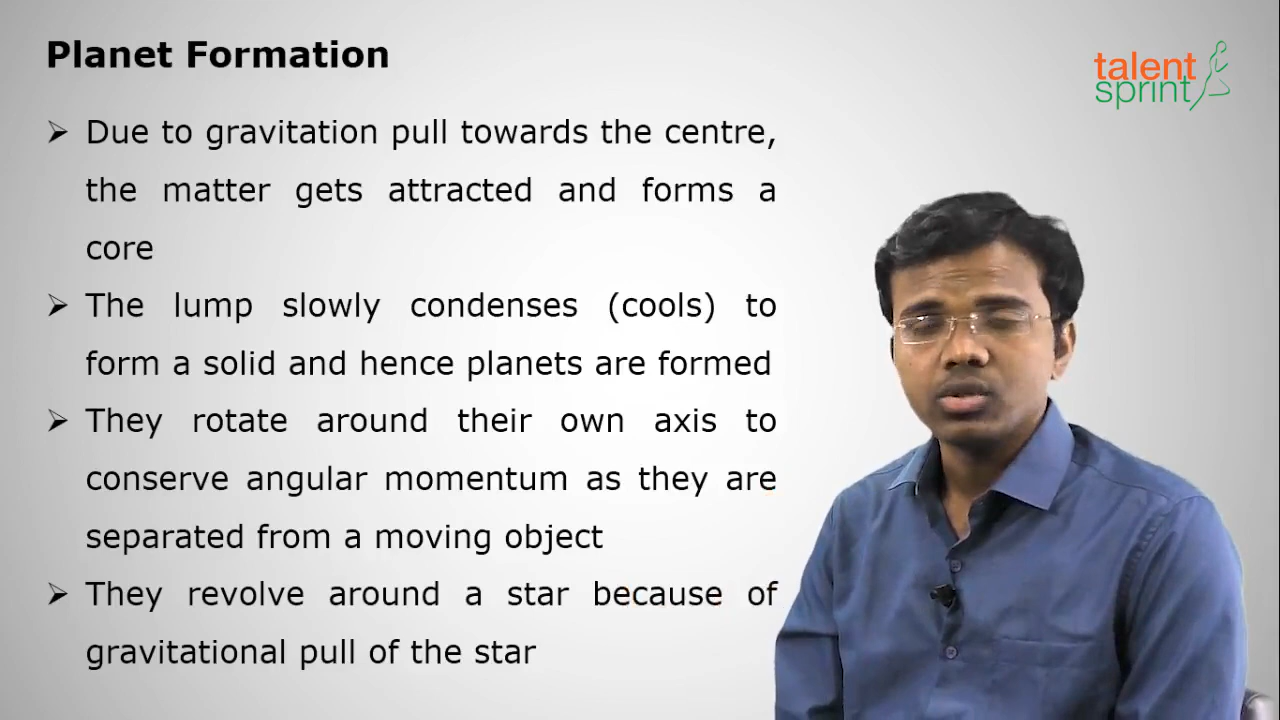 Planet Formation
talent
sprint
➢ Due to gravitation pull towards the centre,
the matter gets attracted and forms a
core
➢ The lump slowly condenses (cools) to
form a solid and hence planets are formed
➢ They rotate around their own axis to
conserve angular momentum as they are
separated from a moving object
➢ They revolve around a star because of
gravitational pull of the star